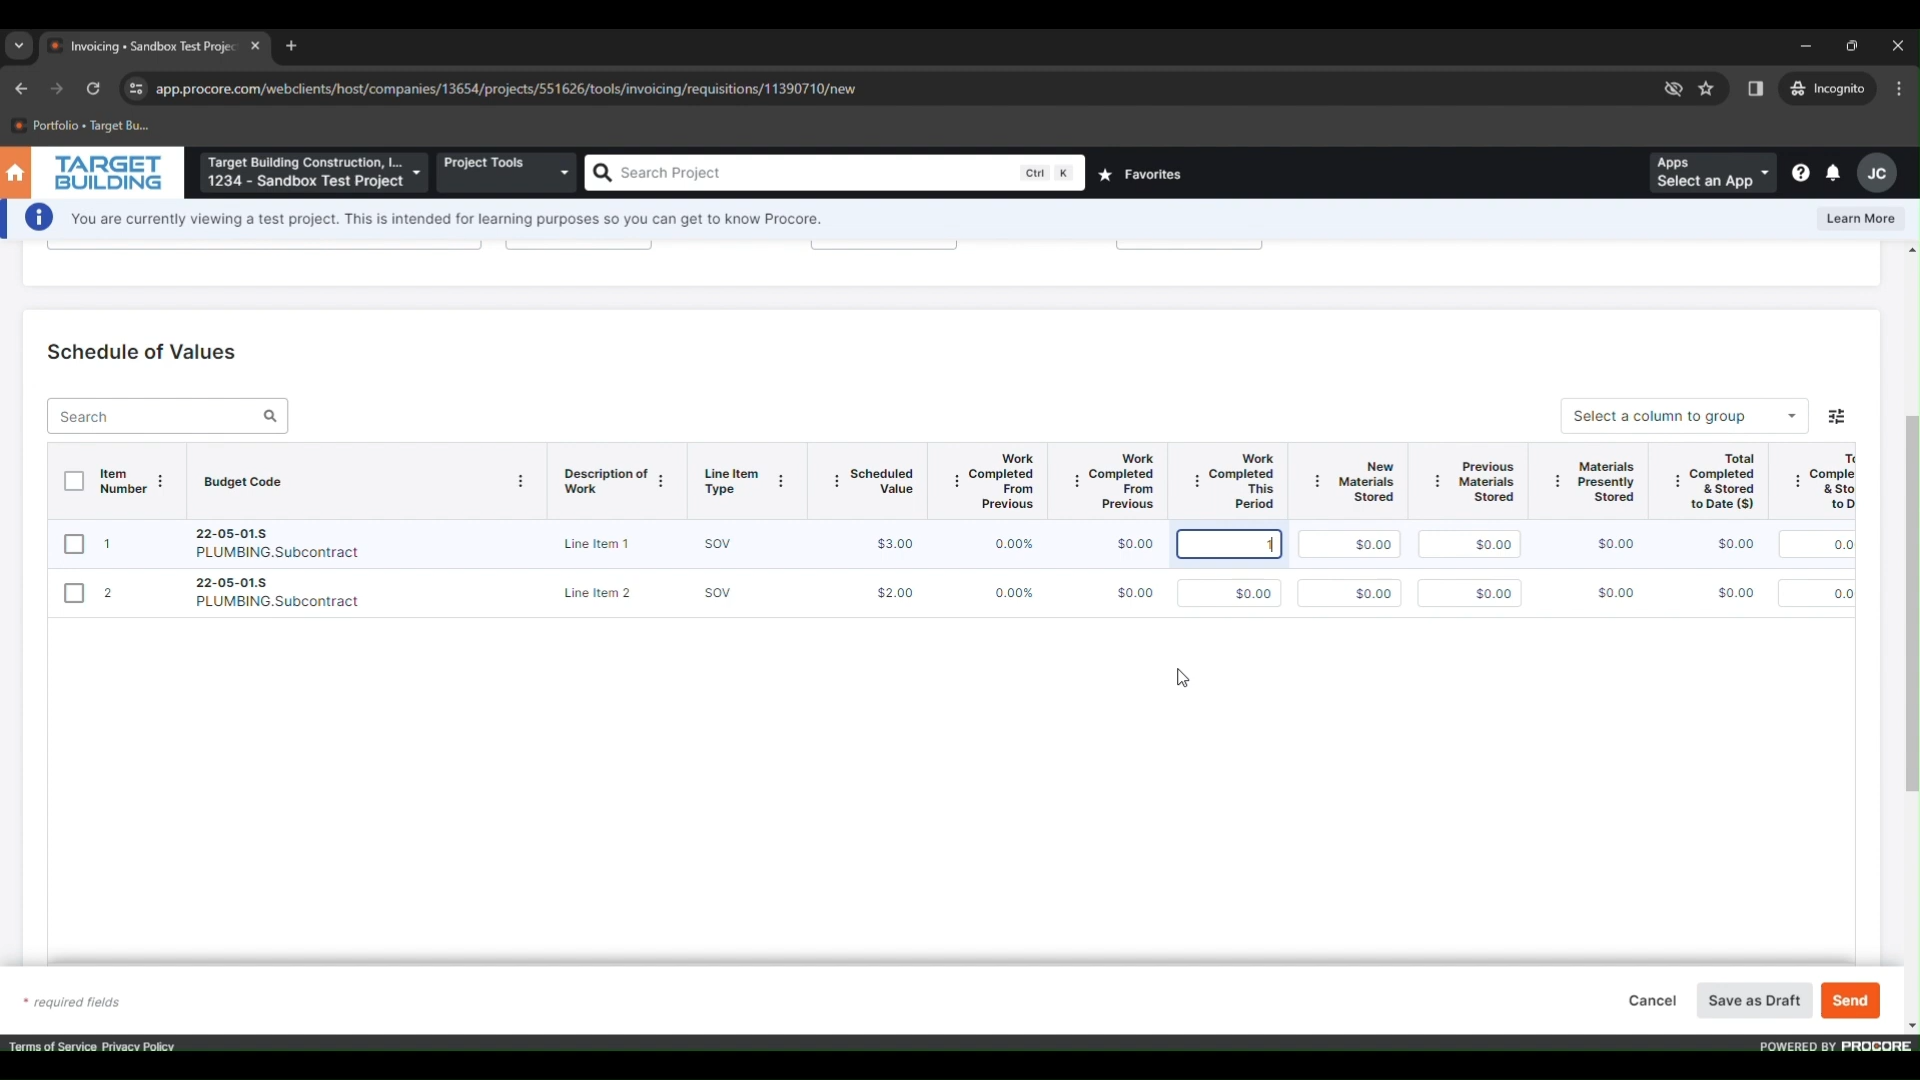 Invoicing • Sandbox Test Projec
app.procore.com/webclients/host/companies/13654/projects/551626/tools/invoicing/requisitions/11390710/new
Incognito
Portfolio • Target Bu...
TARGET
BUILDING
Target Building Construction, I...
1234 - Sandbox Test Project
Project Tools
Search Project
Ctrl K
Favorites
Apps
Select an App
JC
You are currently viewing a test project. This is intended for learning purposes so you can get to know Procore.
Learn More
Schedule of Values
Search
Select a column to group
Item
Number
Budget Code
Description of
Work
Line Item
Type
Scheduled
Value
Work
Completed
From
Previous
Work
Completed
From
Previous
Work
Completed
This
Period
New
Materials
Stored
Previous
Materials
Stored
Materials
Presently
Stored
Total
Completed
& Stored
to Date ($)
To
Comple
& Sto
to D
1
22-05-01.S
PLUMBING.Subcontract
Line Item 1
SOV
$3.00
0.00%
$0.00
1
$0.00
$0.00
$0.00
$0.00
0.0
2
22-05-01.S
PLUMBING.Subcontract
Line Item 2
SOV
$2.00
0.00%
$0.00
$0.00
$0.00
$0.00
$0.00
$0.00
0.0
* required fields
Cancel
Save as Draft
Send
Terms of Service Privacy Policy
POWERED BY PROCORE